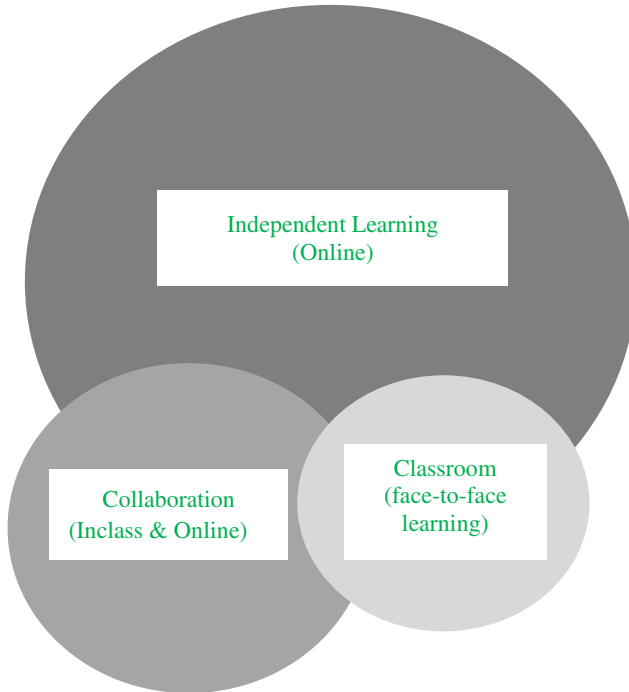 Independent Learning
(Online)
Collaboration
(Inclass & Online)
Classroom
(face-to-face
learning)